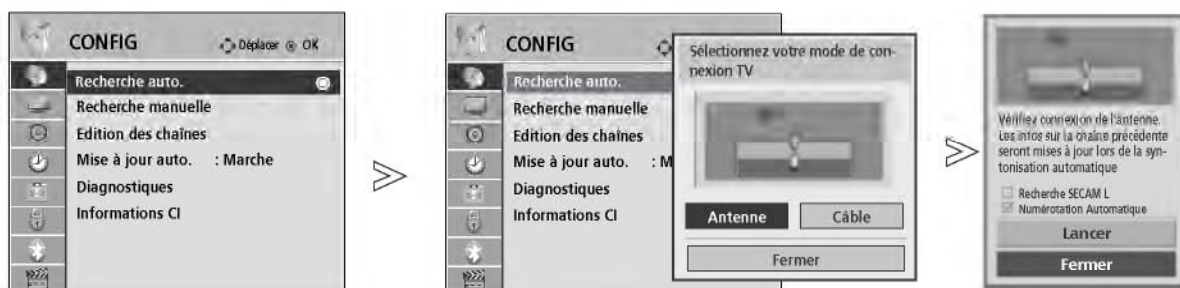 CONFIG
Déplacer OK
Recherche auto.
Recherche manuelle
Edition des chaînes
Mise à jour auto. : Marche
Diagnostiques
Informations CI
CONFIG
Recherche auto.
Recherche manuelle
Edition des chaînes
Mise à jour auto. : M
Diagnostiques
Informations CI
Sélectionnez votre mode de con-
nexion TV
Antenne
Câble
Fermer
Vérifiez connexion de l'antenne.
Les infos sur la chaîne précédente
seront mises à jour lors de la syn-
tonisation automatique
Recherche SECAM L
Numérotation Automatique
Lancer
Fermer